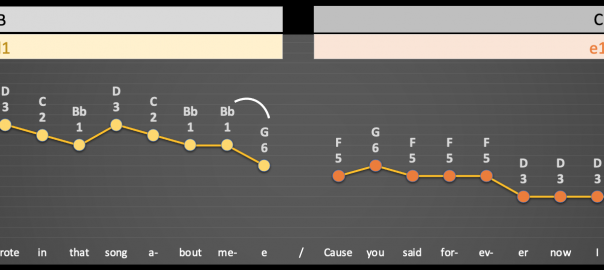 B C
d1 e1
D C Bb D C Bb Bb G F G F F F D D D
3 2 1 3 2 1 1 6 5 6 5 5 5 3 3 3
rote in that song a- bout me- e / Cause you said for- ev- er now I